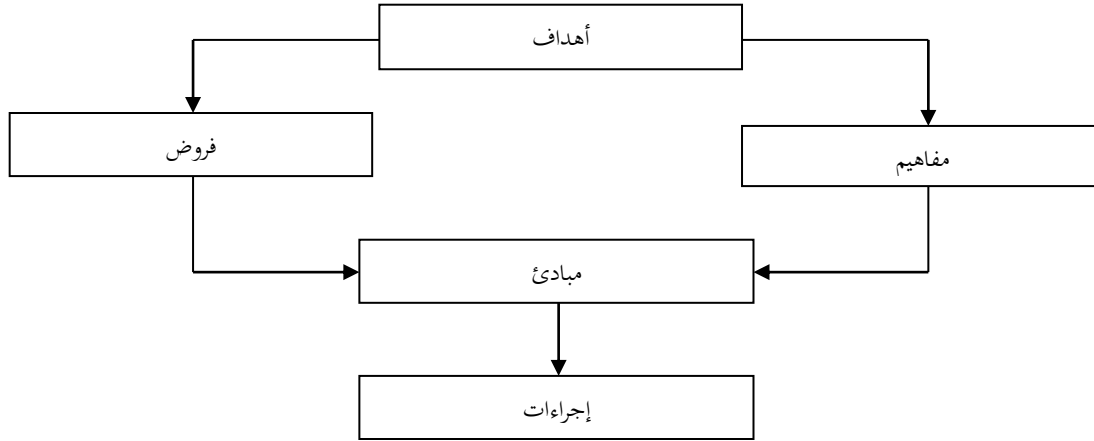 أهداف
فروض
مفاهيم
مبادئ
إجراءات